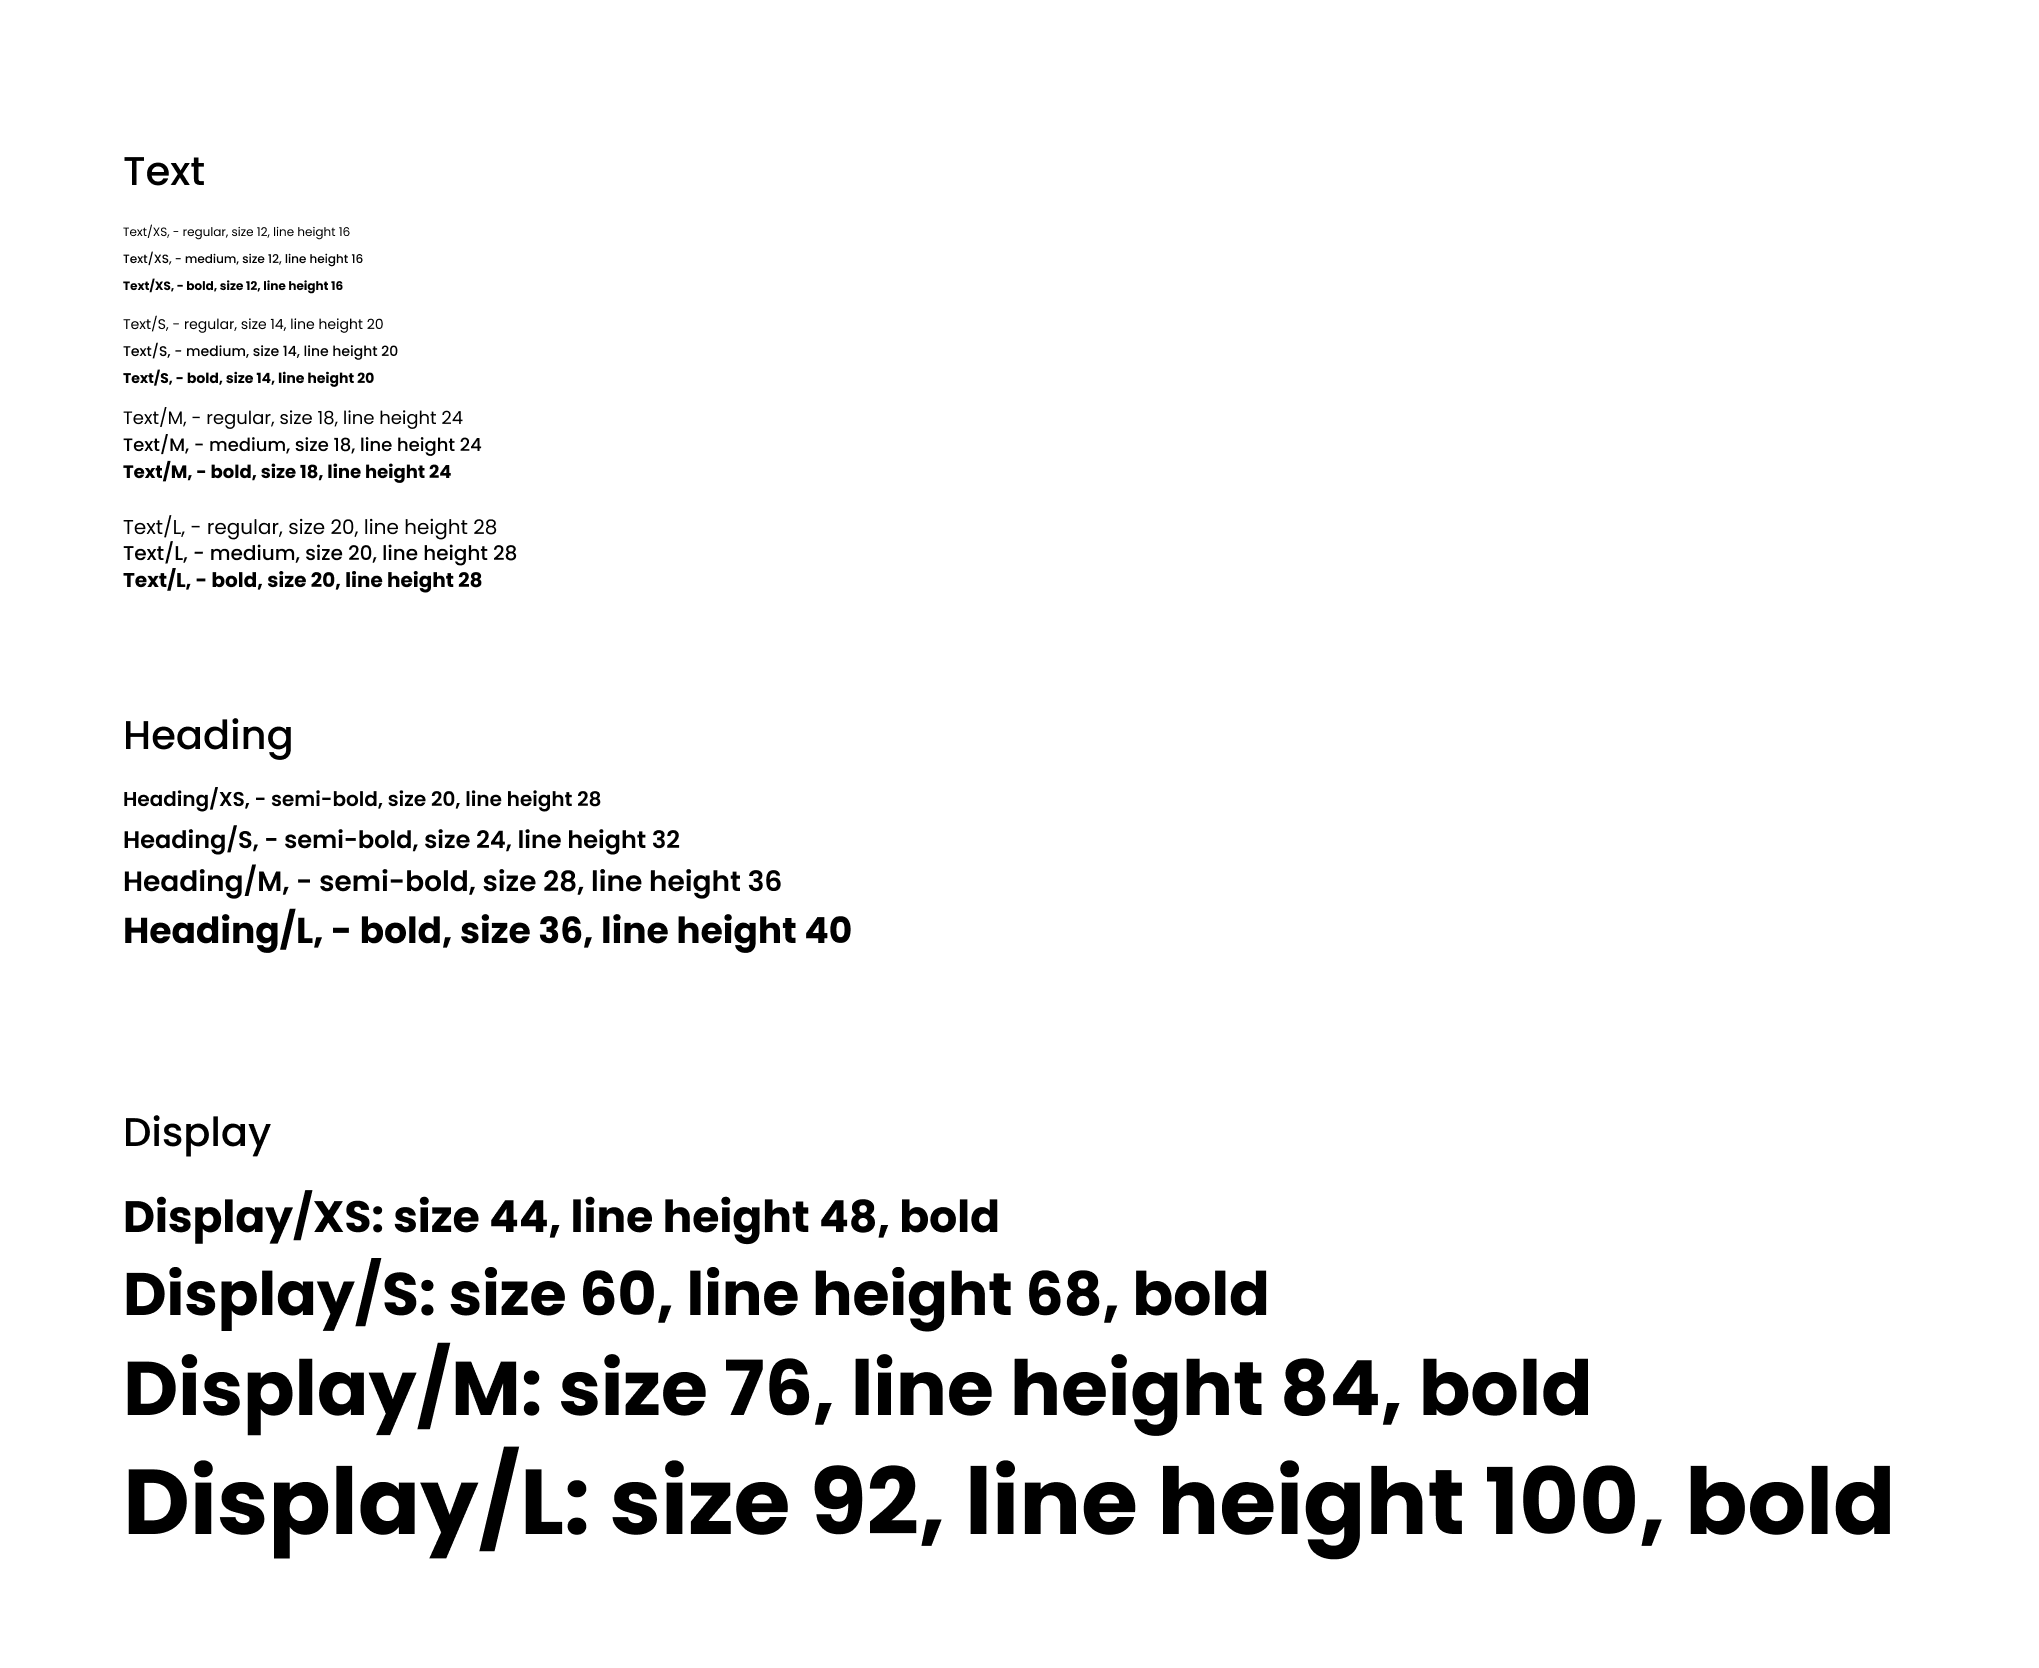 Text
Text/XS, - regular, size 12, line height 16
Text/XS, - medium, size 12, line height 16
Text/XS, - bold, size 12, line height 16
Text/S, - regular, size 14, line height 20
Text/S, - medium, size 14, line height 20
Text/S, - bold, size 14, line height 20
Text/M, - regular, size 18, line height 24
Text/M, - medium, size 18, line height 24
Text/M, - bold, size 18, line height 24
Text/L, - regular, size 20, line height 28
Text/L, - medium, size 20, line height 28
Text/L, - bold, size 20, line height 28
Heading
Heading/XS, - semi-bold, size 20, line height 28
Heading/S, - semi-bold, size 24, line height 32
Heading/M, - semi-bold, size 28, line height 36
Heading/L, - bold, size 36, line height 40
Display
Display/XS: size 44, line height 48, bold
Display/S: size 60, line height 68, bold
Display/M: size 76, line height 84, bold
Display/L: size 92, line height 100, bold